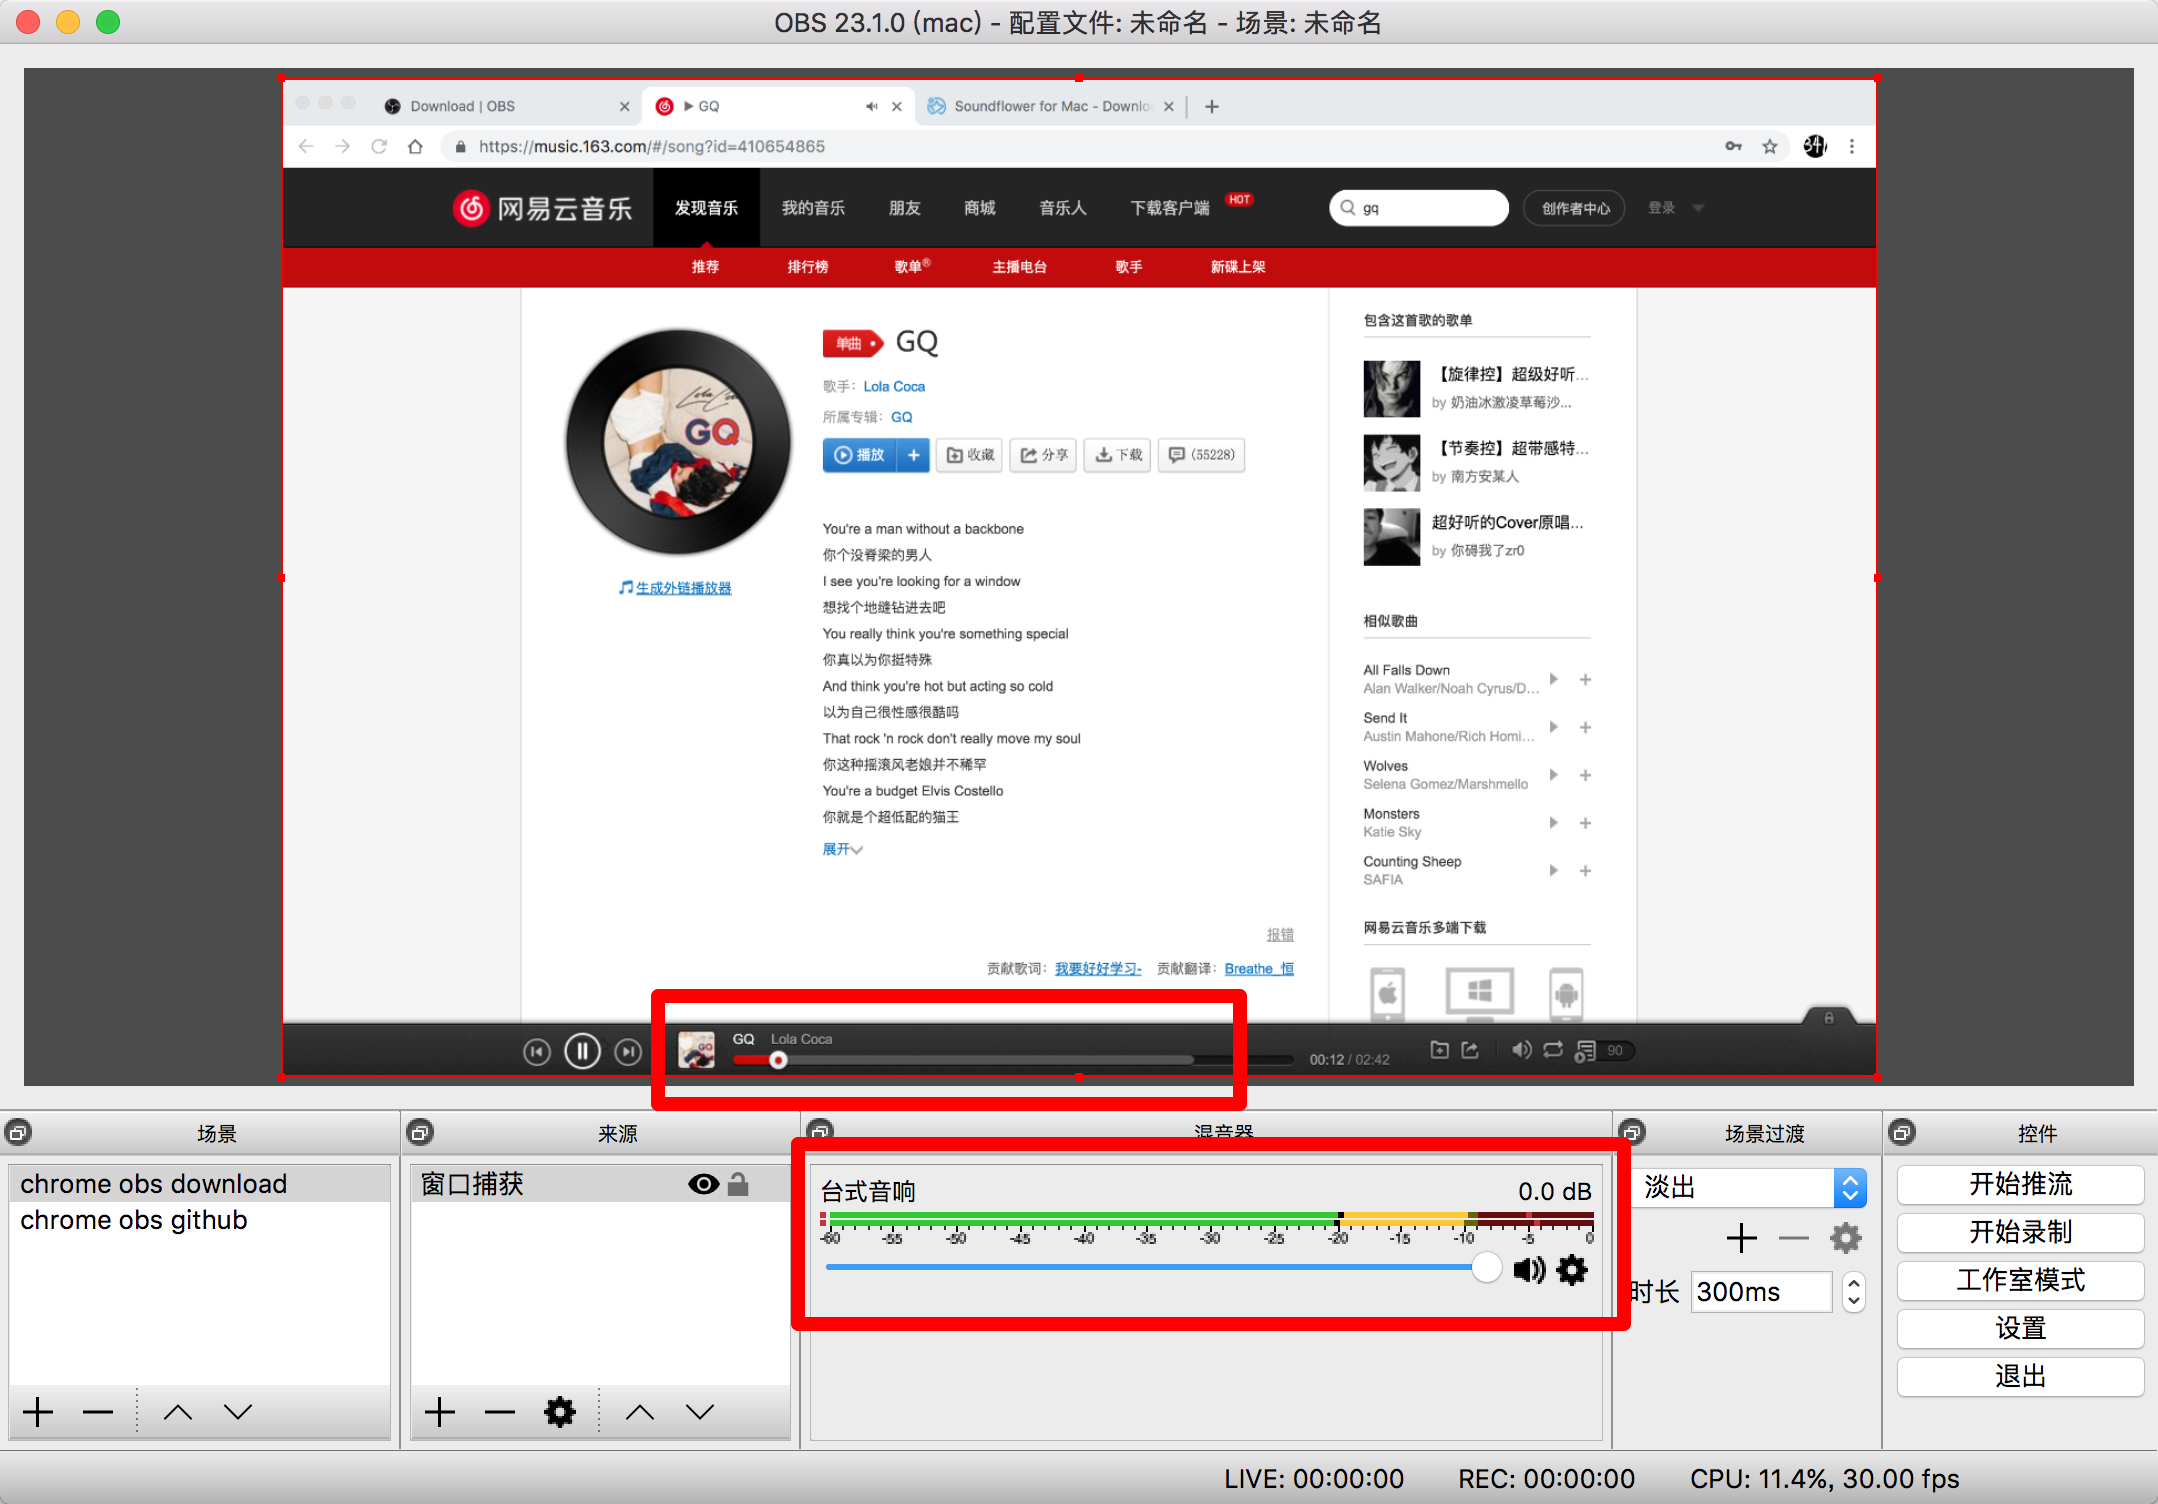 OBS 23.1.0 (mac) - 配置文件: 未命名 - 场景: 未命名
Download | OBS
GQ
Soundflower for Mac - Downlo
https://music.163.com/#/song?id=410654865
网易云音乐
发现音乐
我的音乐
朋友
商城
音乐人
下载客户端
HOT
gq
创作者中心
登录
推荐
排行榜
歌单®
主播电台
歌手
新碟上架
单曲
GQ
歌手: Lola Coca
所属专辑: GQ
播放
收藏
分享
下载
(55228)
You're a man without a backbone
你个没脊梁的男人
I see you're looking for a window
想找个地缝钻进去吧
You really think you're something special
你真以为你挺特殊
And think you're hot but acting so cold
以为自己很性感很酷吗
That rock 'n rock don't really move my soul
你这种摇滚风老娘并不稀罕
You're a budget Elvis Costello
你就是个超低配的猫王
展开
生成外链播放器
报错
贡献歌词: 我要好好学习- 贡献翻译: Breathe_恒
包含这首歌的歌单
【旋律控】超级好听...
by 奶油冰激凌草莓沙...
【节奏控】超带感特...
by 南方安某人
超好听的Cover原唱...
by 你碍我了zr0
相似歌曲
All Falls Down
Alan Walker/Noah Cyrus/D...
Send It
Austin Mahone/Rich Homi...
Wolves
Selena Gomez/Marshmello
Monsters
Katie Sky
Counting Sheep
SAFIA
网易云音乐多端下载
GQ Lola Coca
00:12 / 02:42
90
场景
chrome obs download
chrome obs github
来源
窗口捕获
混音器
台式音响
0.0 dB
-60 -55 -50 -45 -40 -35 -30 -25 -20 -15 -10 -5 0
场景过渡
淡出
时长 300ms
控件
开始推流
开始录制
工作室模式
设置
退出
LIVE: 00:00:00 REC: 00:00:00 CPU: 11.4%, 30.00 fps